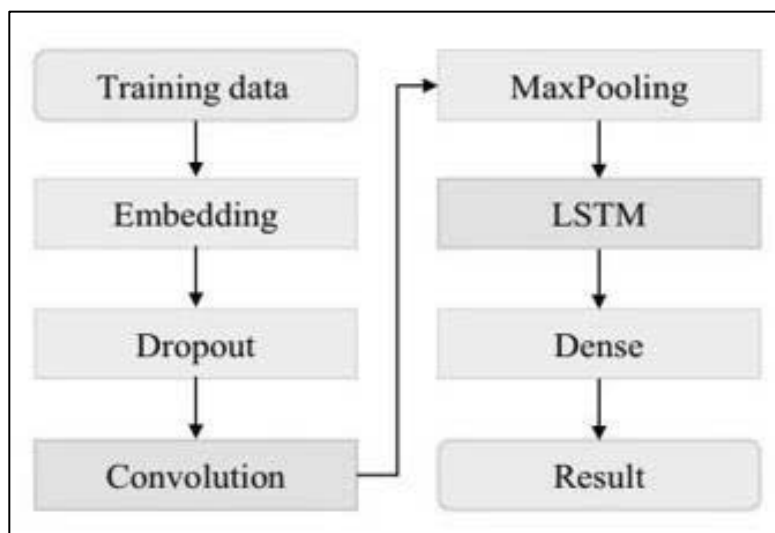 Training data
Embedding
Dropout
Convolution
MaxPooling
LSTM
Dense
Result